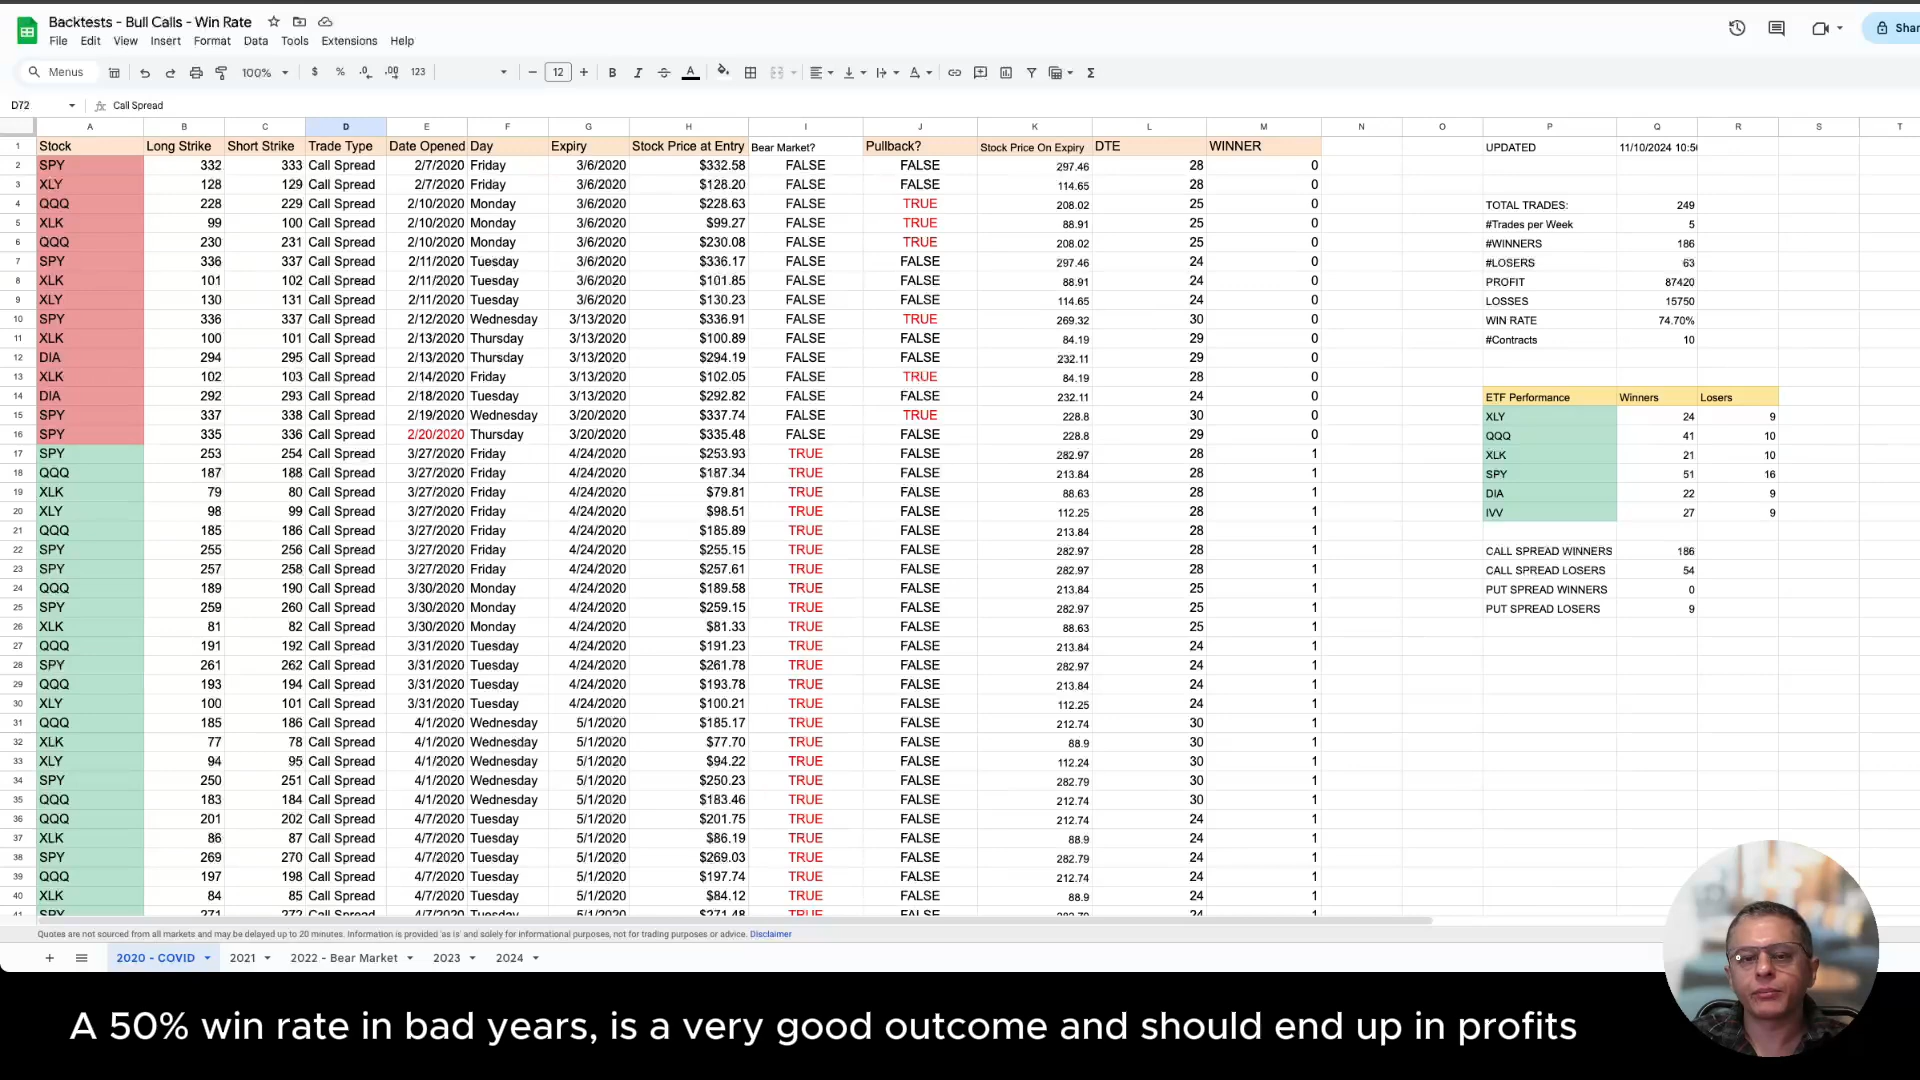 Backtests - Bull Calls - Win Rate
File Edit View Insert Format Data Tools Extensions Help
Menus 100% $ % .0 .00 123 12 B I A
D72 Call Spread
A B C D E F G H I J K L M N O P Q R S T
1 Stock Long Strike Short Strike Trade Type Date Opened Day Expiry Stock Price at Entry Bear Market? Pullback? Stock Price On Expiry DTE WINNER UPDATED 11/10/2024 10:56
2 SPY 332 333 Call Spread 2/7/2020 Friday 3/6/2020 $332.58 FALSE FALSE 297.46 28 0
3 XLY 128 129 Call Spread 2/7/2020 Friday 3/6/2020 $128.20 FALSE FALSE 114.65 28 0
4 QQQ 228 229 Call Spread 2/10/2020 Monday 3/6/2020 $228.63 FALSE TRUE 208.02 25 0 TOTAL TRADES: 249
5 XLK 99 100 Call Spread 2/10/2020 Monday 3/6/2020 $99.27 FALSE TRUE 88.91 25 0 #Trades per Week 5
6 QQQ 230 231 Call Spread 2/10/2020 Monday 3/6/2020 $230.08 FALSE TRUE 208.02 25 0 #WINNERS 186
7 SPY 336 337 Call Spread 2/11/2020 Tuesday 3/6/2020 $336.17 FALSE FALSE 297.46 24 0 #LOSERS 63
8 XLK 101 102 Call Spread 2/11/2020 Tuesday 3/6/2020 $101.85 FALSE FALSE 88.91 24 0 PROFIT 87420
9 XLY 130 131 Call Spread 2/11/2020 Tuesday 3/6/2020 $130.23 FALSE FALSE 114.65 24 0 LOSSES 15750
10 SPY 336 337 Call Spread 2/12/2020 Wednesday 3/13/2020 $336.91 FALSE TRUE 269.32 30 0 WIN RATE 74.70%
11 XLK 100 101 Call Spread 2/13/2020 Thursday 3/13/2020 $100.89 FALSE FALSE 84.19 29 0 #Contracts 10
12 DIA 294 295 Call Spread 2/13/2020 Thursday 3/13/2020 $294.19 FALSE FALSE 232.11 29 0
13 XLK 102 103 Call Spread 2/14/2020 Friday 3/13/2020 $102.05 FALSE TRUE 84.19 28 0
14 DIA 292 293 Call Spread 2/18/2020 Tuesday 3/13/2020 $292.82 FALSE FALSE 232.11 24 0 ETF Performance Winners Losers
15 SPY 337 338 Call Spread 2/19/2020 Wednesday 3/20/2020 $337.74 FALSE TRUE 228.8 30 0 XLY 24 9
16 SPY 335 336 Call Spread 2/20/2020 Thursday 3/20/2020 $335.48 FALSE FALSE 228.8 29 0 QQQ 41 10
17 SPY 253 254 Call Spread 3/27/2020 Friday 4/24/2020 $253.93 TRUE FALSE 282.97 28 1 XLK 21 10
18 QQQ 187 188 Call Spread 3/27/2020 Friday 4/24/2020 $187.34 TRUE FALSE 213.84 28 1 SPY 51 16
19 XLK 79 80 Call Spread 3/27/2020 Friday 4/24/2020 $79.81 TRUE FALSE 88.63 28 1 DIA 22 9
20 XLY 98 99 Call Spread 3/27/2020 Friday 4/24/2020 $98.51 TRUE FALSE 112.25 28 1 IVV 27 9
21 QQQ 185 186 Call Spread 3/27/2020 Friday 4/24/2020 $185.89 TRUE FALSE 213.84 28 1
22 SPY 255 256 Call Spread 3/27/2020 Friday 4/24/2020 $255.15 TRUE FALSE 282.97 28 1 CALL SPREAD WINNERS 186
23 SPY 257 258 Call Spread 3/27/2020 Friday 4/24/2020 $257.61 TRUE FALSE 282.97 28 1 CALL SPREAD LOSERS 54
24 QQQ 189 190 Call Spread 3/30/2020 Monday 4/24/2020 $189.58 TRUE FALSE 213.84 25 1 PUT SPREAD WINNERS 0
25 SPY 259 260 Call Spread 3/30/2020 Monday 4/24/2020 $259.15 TRUE FALSE 282.97 25 1 PUT SPREAD LOSERS 9
26 XLK 81 82 Call Spread 3/30/2020 Monday 4/24/2020 $81.33 TRUE FALSE 88.63 25 1
27 QQQ 191 192 Call Spread 3/31/2020 Tuesday 4/24/2020 $191.23 TRUE FALSE 213.84 24 1
28 SPY 261 262 Call Spread 3/31/2020 Tuesday 4/24/2020 $261.78 TRUE FALSE 282.97 24 1
29 QQQ 193 194 Call Spread 3/31/2020 Tuesday 4/24/2020 $193.78 TRUE FALSE 213.84 24 1
30 XLY 100 101 Call Spread 3/31/2020 Tuesday 4/24/2020 $100.21 TRUE FALSE 112.25 24 1
31 QQQ 185 186 Call Spread 4/1/2020 Wednesday 5/1/2020 $185.17 TRUE FALSE 212.74 30 1
32 XLK 77 78 Call Spread 4/1/2020 Wednesday 5/1/2020 $77.70 TRUE FALSE 88.9 30 1
33 XLY 94 95 Call Spread 4/1/2020 Wednesday 5/1/2020 $94.22 TRUE FALSE 112.24 30 1
34 SPY 250 251 Call Spread 4/1/2020 Wednesday 5/1/2020 $250.23 TRUE FALSE 282.79 30 1
35 QQQ 183 184 Call Spread 4/1/2020 Wednesday 5/1/2020 $183.46 TRUE FALSE 212.74 30 1
36 QQQ 201 202 Call Spread 4/7/2020 Tuesday 5/1/2020 $201.75 TRUE FALSE 212.74 24 1
37 XLK 86 87 Call Spread 4/7/2020 Tuesday 5/1/2020 $86.19 TRUE FALSE 88.9 24 1
38 SPY 269 270 Call Spread 4/7/2020 Tuesday 5/1/2020 $269.03 TRUE FALSE 282.79 24 1
39 QQQ 197 198 Call Spread 4/7/2020 Tuesday 5/1/2020 $197.74 TRUE FALSE 212.74 24 1
40 XLK 84 85 Call Spread 4/7/2020 Tuesday 5/1/2020 $84.12 TRUE FALSE 88.9 24 1
41 SPY 271 272 Call Spread 4/7/2020 Tuesday 5/1/2020 $271.48 TRUE FALSE 282.79 24 1
Quotes are not sourced from all markets and may be delayed up to 20 minutes. Information is provided 'as is' and solely for informational purposes, not for trading purposes or advice. Disclaimer
2020 - COVID 2021 2022 - Bear Market 2023 2024
A 50% win rate in bad years, is a very good outcome and should end up in profits